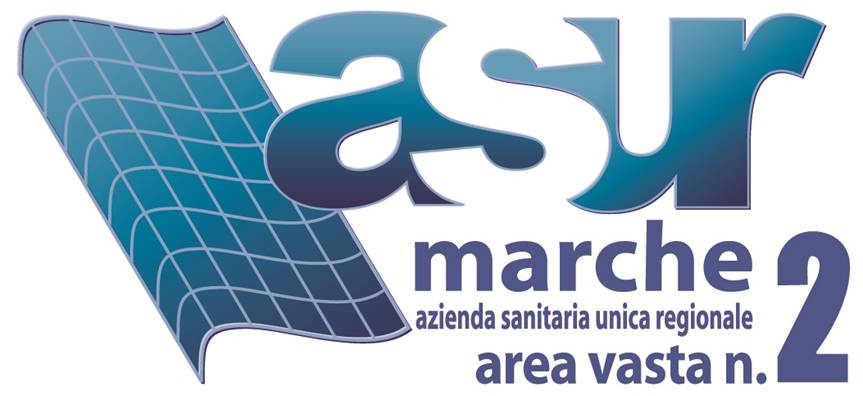 asur
marche
azienda sanitaria unica regionale
area vasta n. 2